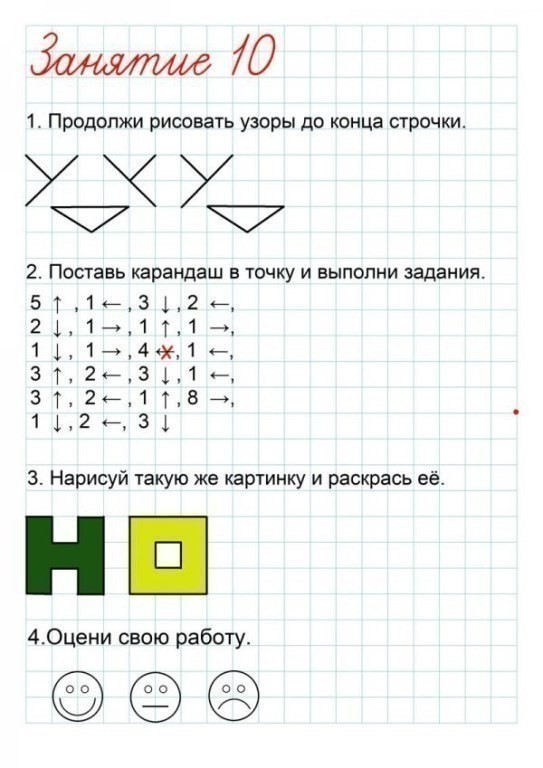 Занятие 10
1. Продолжи рисовать узоры до конца строчки.
2. Поставь карандаш в точку и выполни задания.
5 ↑ , 1 ← , 3 ↓ , 2 ←,
2 ↓ , 1 → , 1 ↑ , 1 →,
1 ↓ , 1 → , 4 ←, 1 ←,
3 ↑ , 2 ← , 3 ↓ , 1 ←,
3 ↑ , 2 ← , 1 ↑ , 8 →,
1 ↓ , 2 ←, 3 ↓
3. Нарисуй такую же картинку и раскрась её.
4.Оцени свою работу.